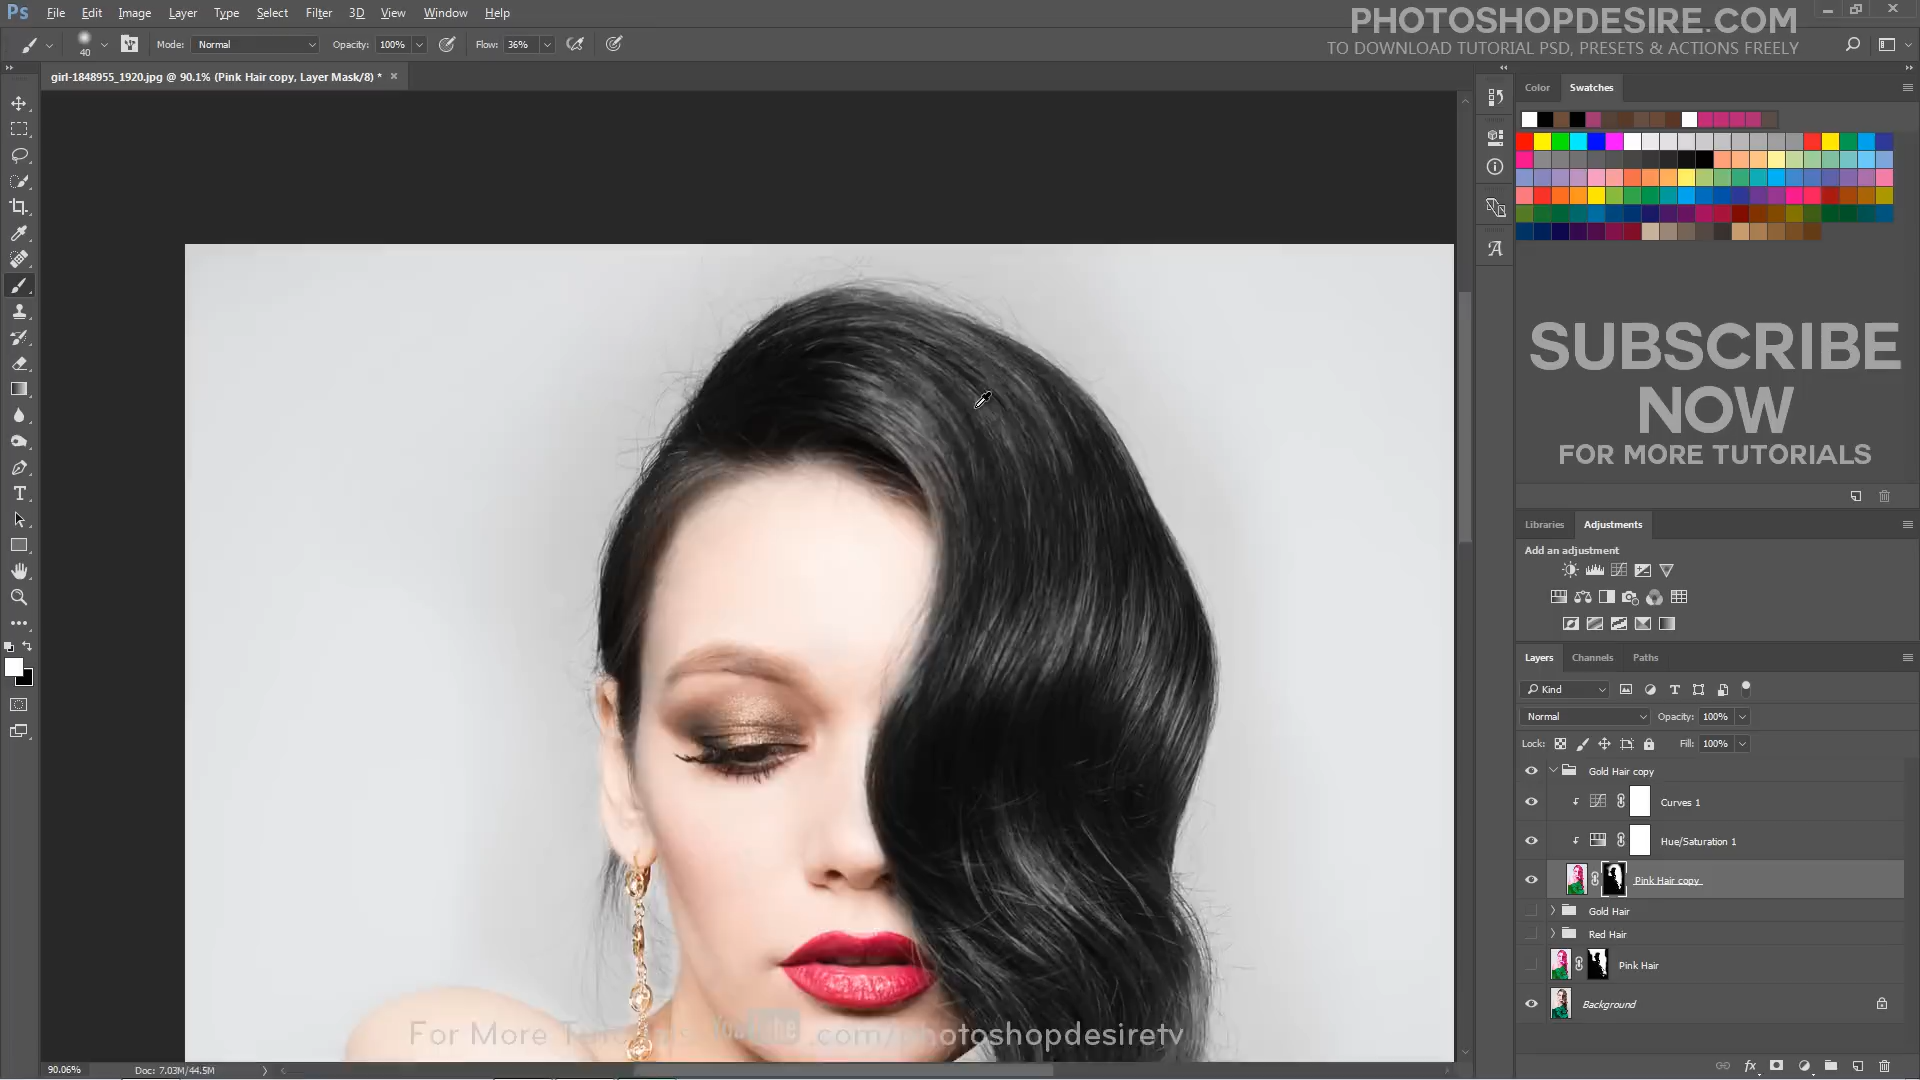 Ps File Edit Image Layer Type Select Filter 3D View Window Help
PHOTOSHOPDESIRE.COM
TO DOWNLOAD TUTORIAL PSD, PRESETS & ACTIONS FREELY
40 Mode: Normal Opacity: 100% Flow: 36%
girl-1848955_1920.jpg @ 90.1% (Pink Hair copy, Layer Mask/8) *
Color Swatches
SUBSCRIBE
NOW
FOR MORE TUTORIALS
Libraries Adjustments
Add an adjustment
Layers Channels Paths
Kind
Normal Opacity: 100%
Lock: Fill: 100%
Gold Hair copy
Curves 1
Hue/Saturation 1
Pink Hair copy
Gold Hair
Red Hair
Pink Hair
Background
fx
For More YouTube .com/photoshopdesiretv
90.06% Doc: 7.03M/44.5M